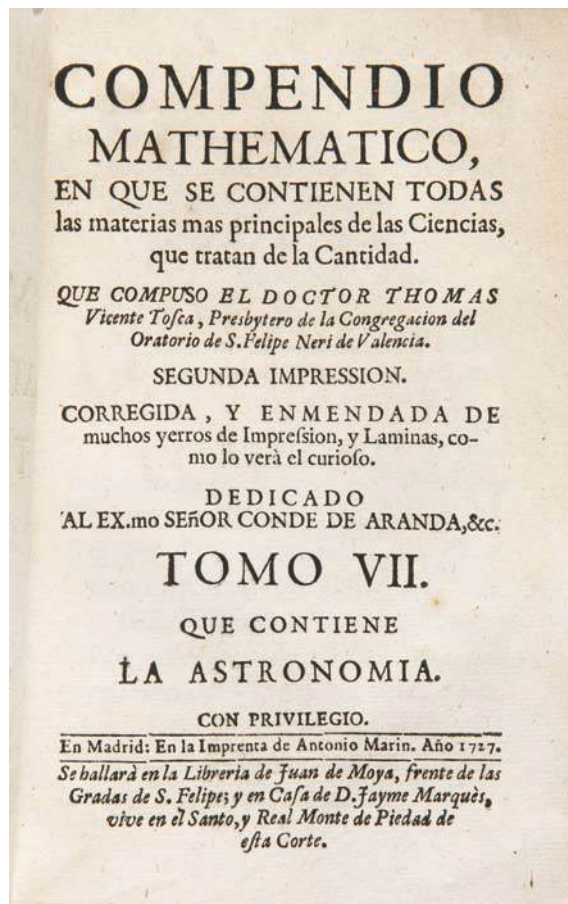 COMPENDIO
MATHEMATICO,
EN QUE SE CONTIENEN TODAS
las materias mas principales de las Ciencias,
que tratan de la Cantidad.
QUE COMPUSO EL DOCTOR THOMAS
Vicente Toſca, Presbytero de la Congregacion del
Oratorio de S. Felipe Neri de Valencia.
SEGUNDA IMPRESSION.
CORREGIDA, Y ENMENDADA DE
muchos yerros de Impreſsion, y Laminas, co-
mo lo verà el curioſo.
DEDICADO
AL EX.mo SEñOR CONDE DE ARANDA,&c.
TOMO VII.
QUE CONTIENE
LA ASTRONOMIA.
CON PRIVILEGIO.
En Madrid: En la Imprenta de Antonio Marin. Año 1727.
Se hallarà en la Libreria de Juan de Moya, frente de las
Gradas de S. Felipe; y en Caſa de D. Jayme Marquès,
vive en el Santo, y Real Monte de Piedad de
eſta Corte.